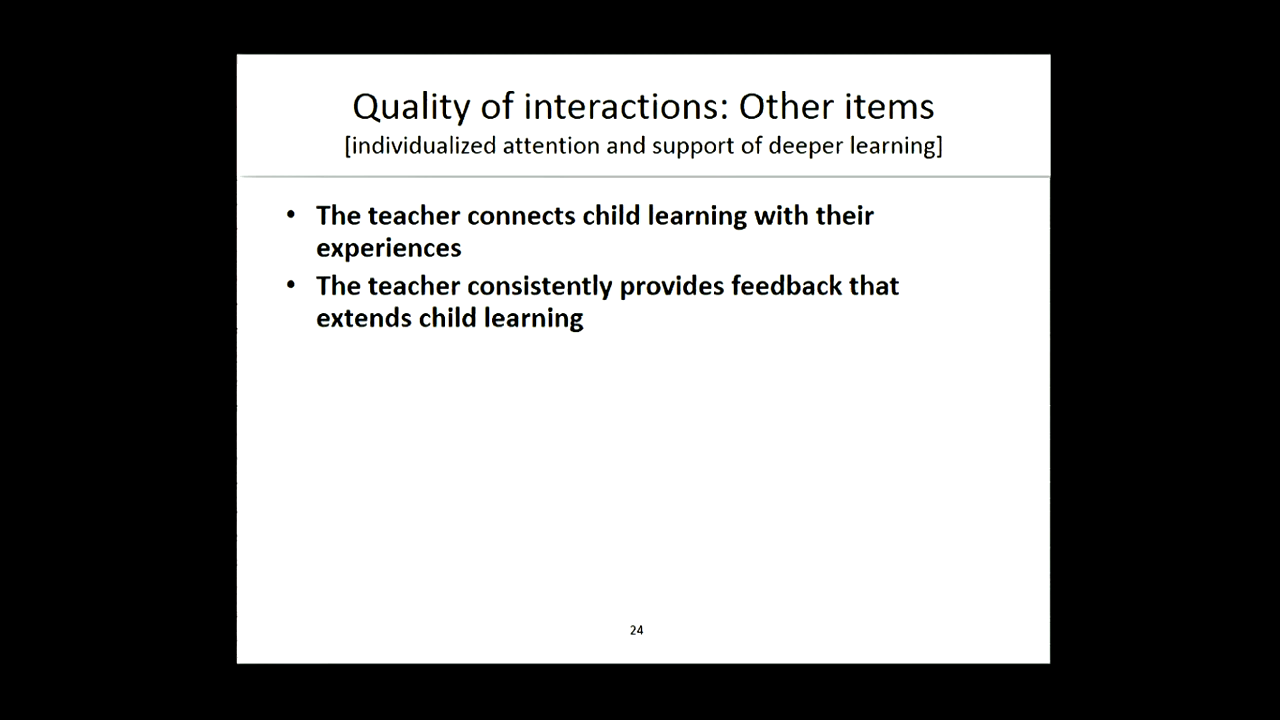 Quality of interactions: Other items
[individualized attention and support of deeper learning]
• The teacher connects child learning with their
experiences
• The teacher consistently provides feedback that
extends child learning
24